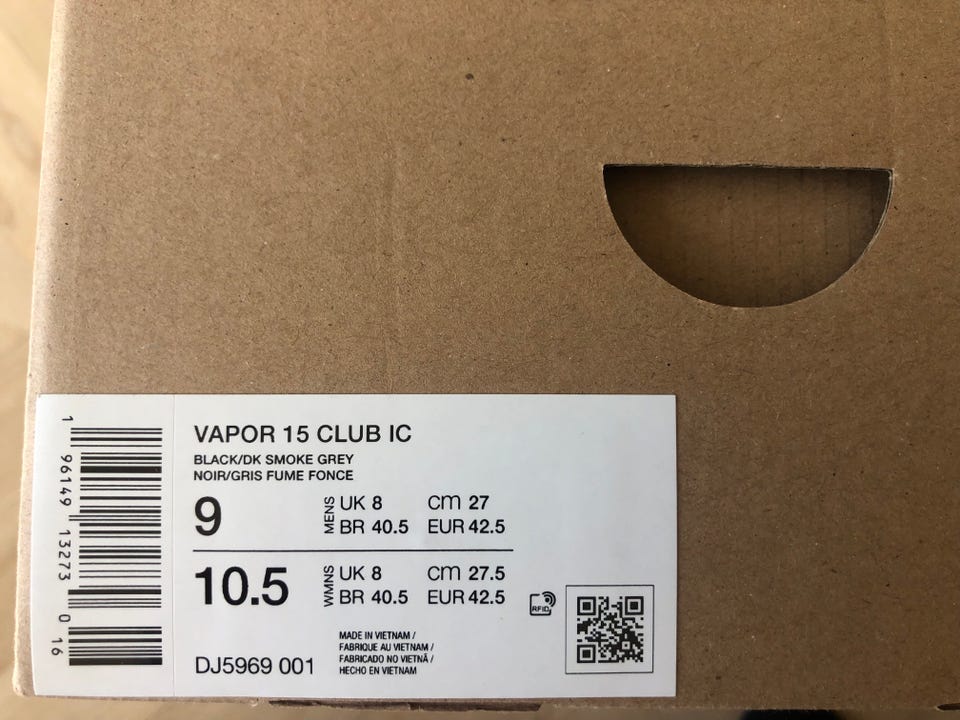 VAPOR 15 CLUB IC
BLACK/DK SMOKE GREY
NOIR/GRIS FUME FONCE
9 MENS UK 8 cm 27
BR 40.5 EUR 42.5
10.5 WMNS UK 8 cm 27.5
BR 40.5 EUR 42.5
RFID
DJ5969 001
MADE IN VIETNAM /
FABRIQUE AU VIETNAM /
FABRICADO NO VIETNÃ /
HECHO EN VIETNAM
1 96149 13273 0 16